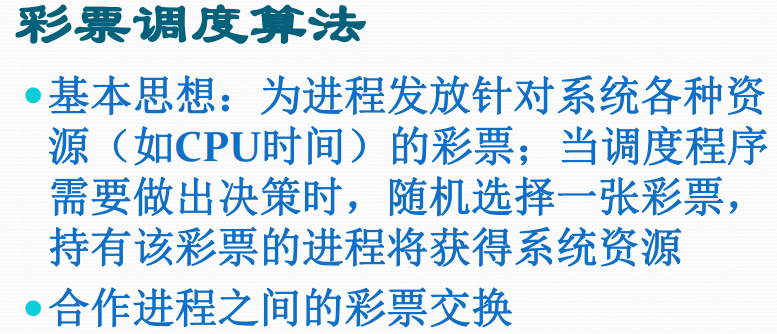 彩票调度算法
•基本思想：为进程发放针对系统各种资
源（如CPU时间）的彩票；当调度程序
需要做出决策时，随机选择一张彩票，
持有该彩票的进程将获得系统资源
•合作进程之间的彩票交换